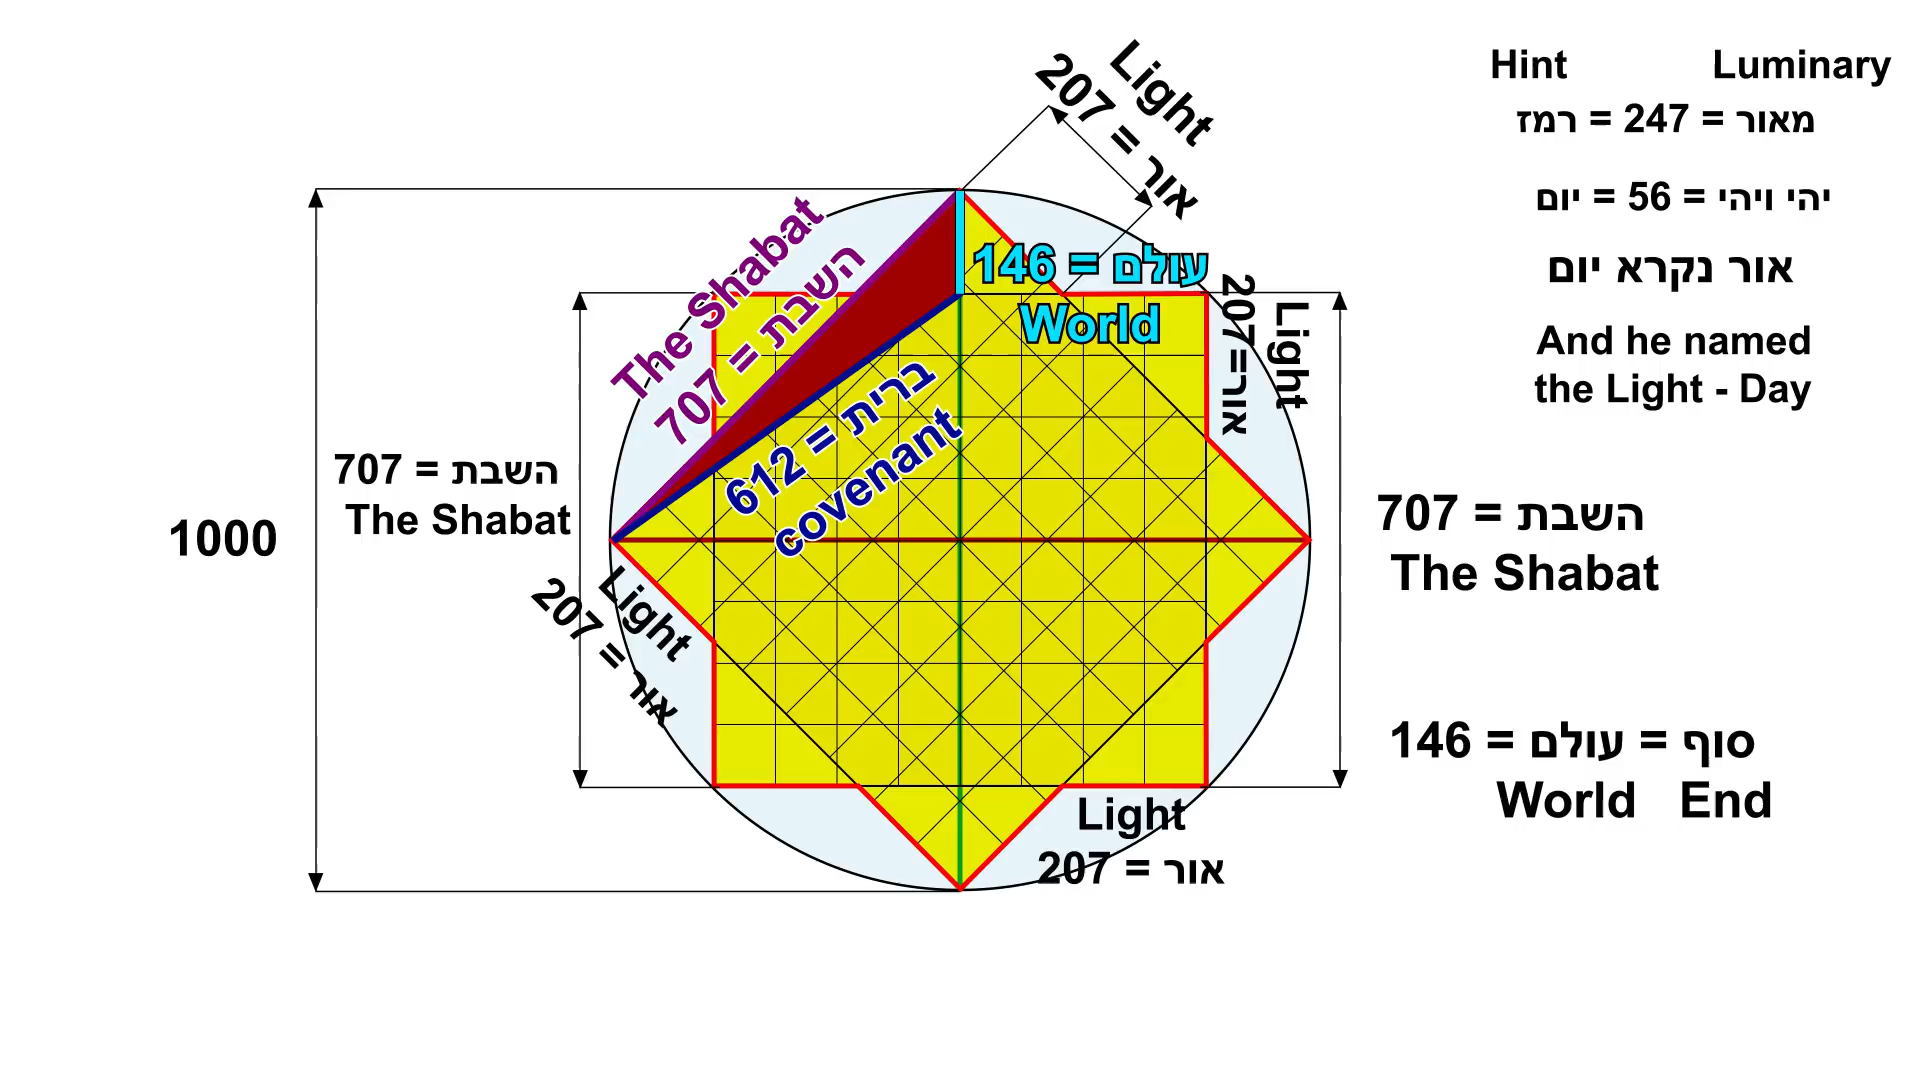 Light
207 = אור
Hint Luminary
מאור = 247 = רמז
יהי ויהי = 56 = יום
אור נקרא יום
And he named
the Light - Day
The Shabat
השבת = 707
עולם = 146
World
Light
אור=207
ברית = 612
covenant
השבת = 707
The Shabat
1000
השבת = 707
The Shabat
Light
207 = אור
סוף = עולם = 146
World End
Light
אור = 207